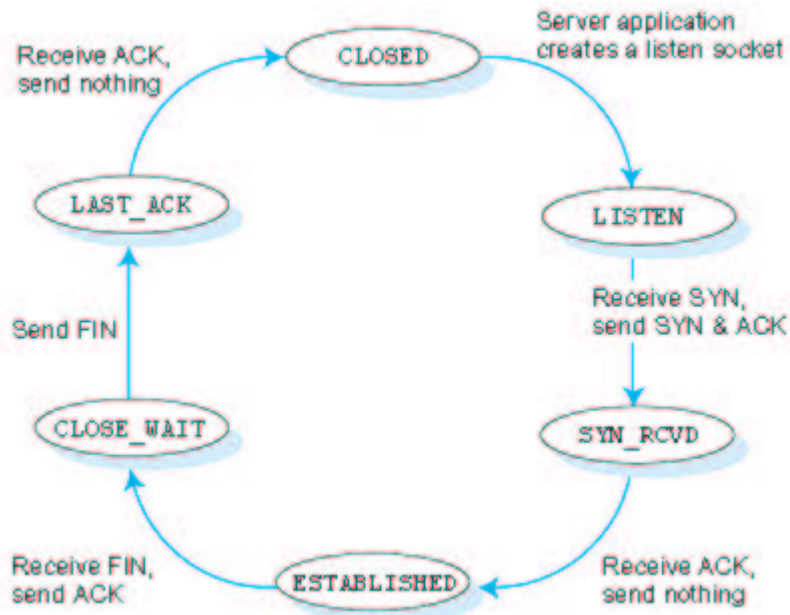 CLOSED
Server application
creates a listen socket
LISTEN
Receive SYN,
send SYN & ACK
SYN_RCVD
Receive ACK,
send nothing
ESTABLISHED
Receive FIN,
send ACK
CLOSE_WAIT
Send FIN
LAST_ACK
Receive ACK,
send nothing